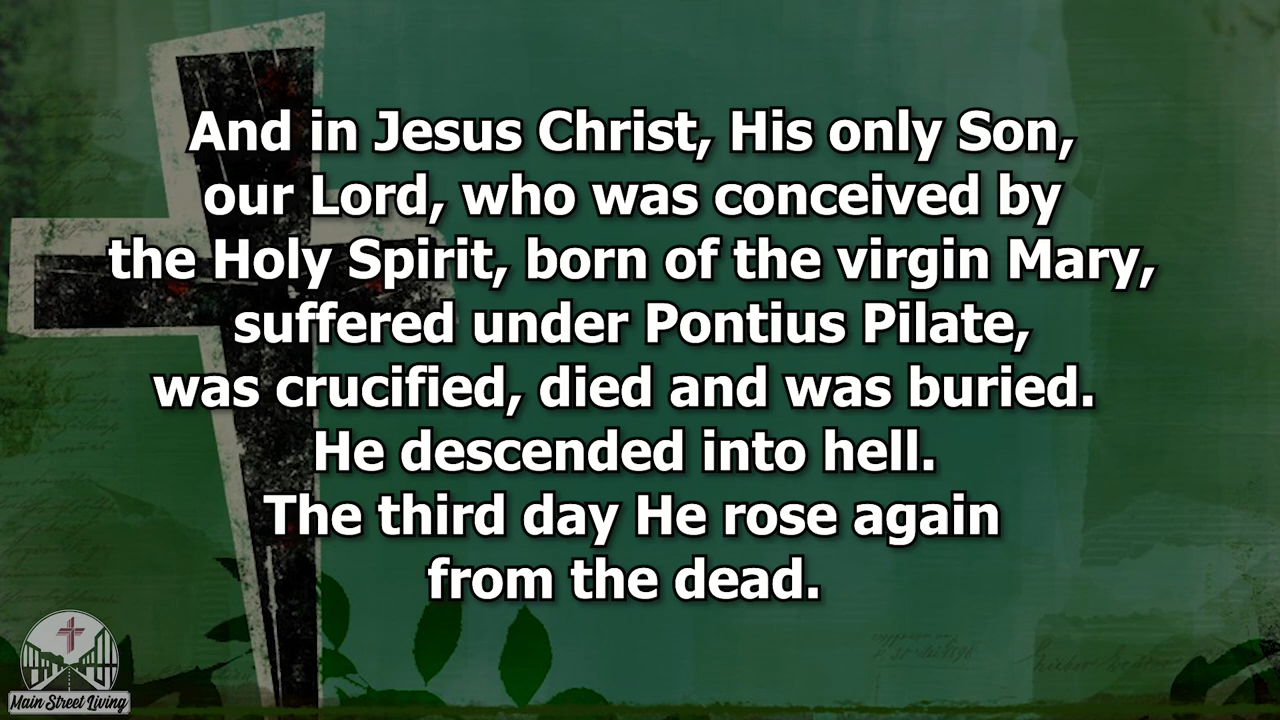 And in Jesus Christ, His only Son,
our Lord, who was conceived by
the Holy Spirit, born of the virgin Mary,
suffered under Pontius Pilate,
was crucified, died and was buried.
He descended into hell.
The third day He rose again
from the dead.
Main Street Living